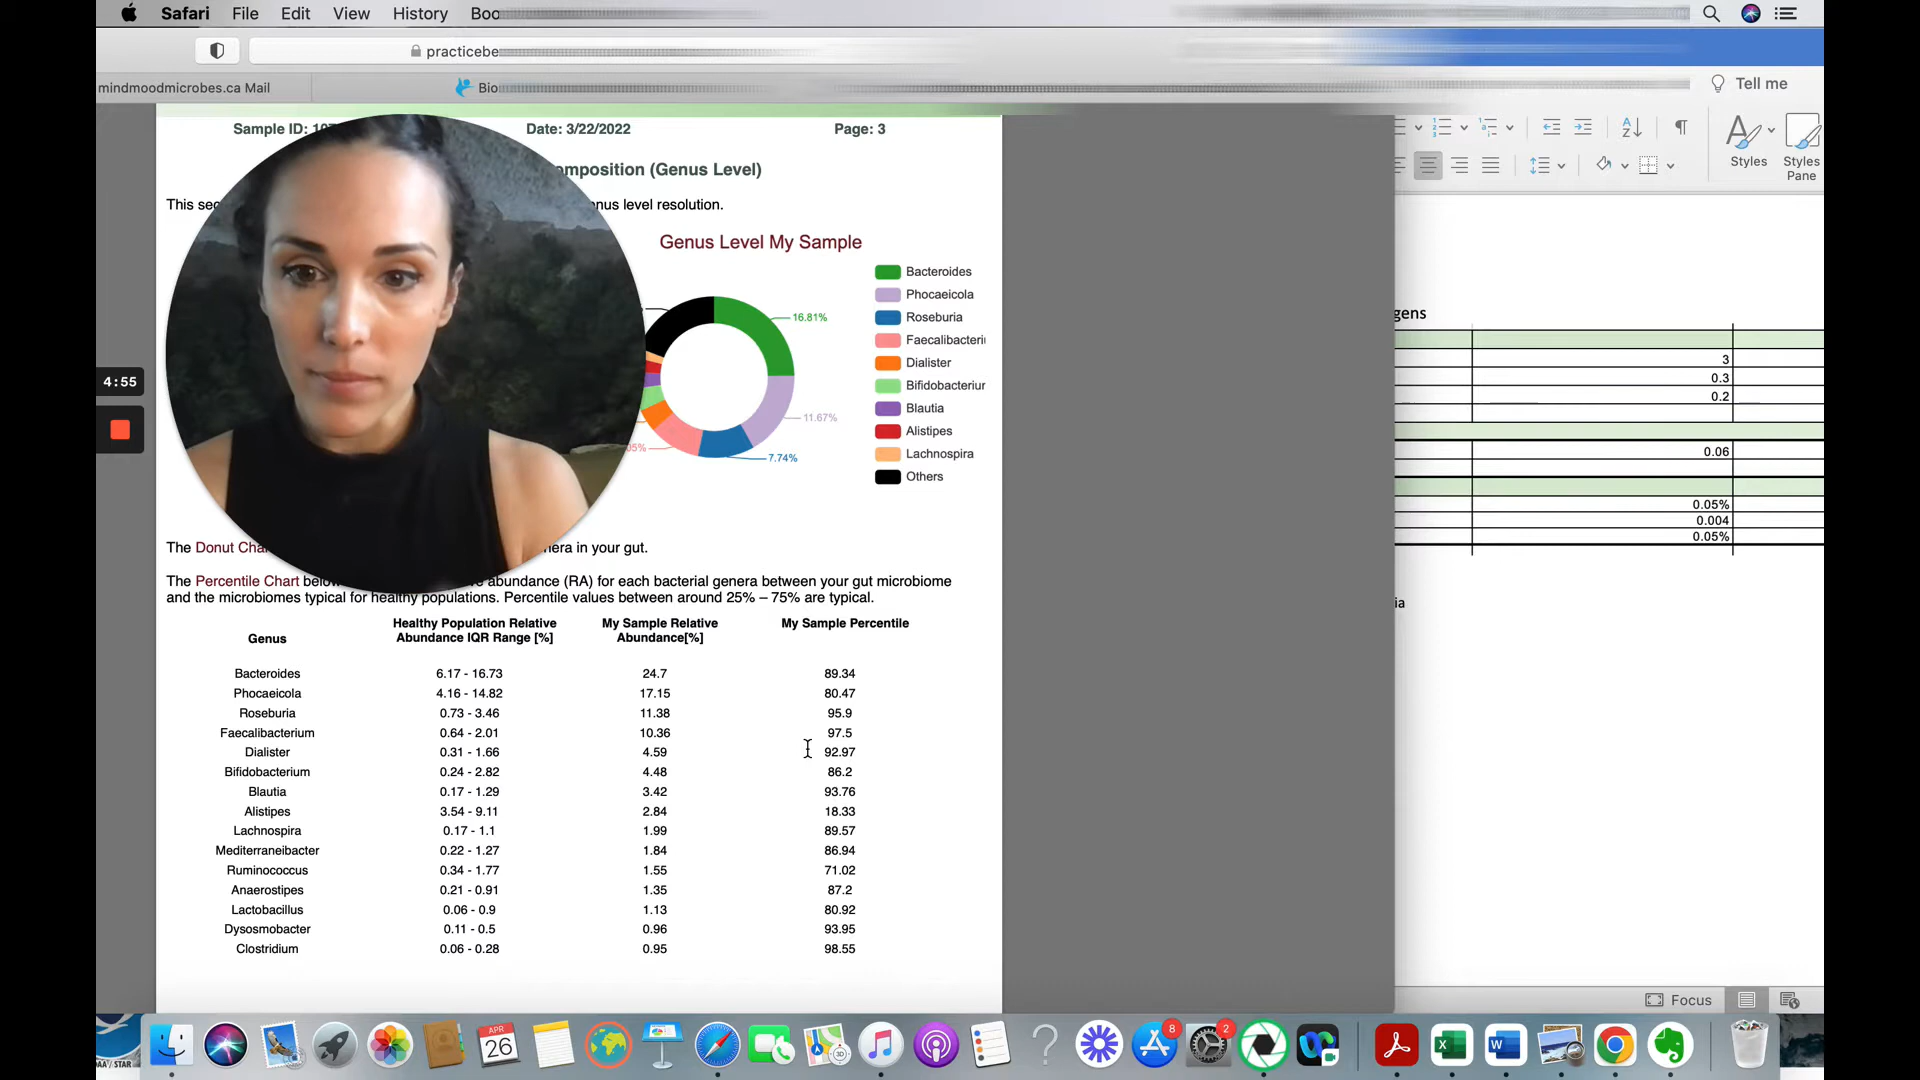 Safari File Edit View History Boo
practicebe
Tell me
mindmoodmicrobes.ca Mail
Bio
Styles
Styles Pane
Sample ID: Date: 3/22/2022 Page: 3
omposition (Genus Level)
This sec
nus level resolution.
Genus Level My Sample
Bacteroides
Phocaeicola
Roseburia
Faecalibacteri
Dialister
Bifidobacteriur
Blautia
Alistipes
Lachnospira
Others
16.81%
11.67%
7.74%
05%
4:55
gens
3
0.3
0.2
0.06
0.05%
0.004
0.05%
ia
The Donut Cha nera in your gut.
The Percentile Chart below abundance (RA) for each bacterial genera between your gut microbiome
and the microbiomes typical for healthy populations. Percentile values between around 25% – 75% are typical.
Genus Healthy Population Relative Abundance IQR Range [%] My Sample Relative Abundance[%] My Sample Percentile
Bacteroides 6.17 - 16.73 24.7 89.34
Phocaeicola 4.16 - 14.82 17.15 80.47
Roseburia 0.73 - 3.46 11.38 95.9
Faecalibacterium 0.64 - 2.01 10.36 97.5
Dialister 0.31 - 1.66 4.59 92.97
Bifidobacterium 0.24 - 2.82 4.48 86.2
Blautia 0.17 - 1.29 3.42 93.76
Alistipes 3.54 - 9.11 2.84 18.33
Lachnospira 0.17 - 1.1 1.99 89.57
Mediterraneibacter 0.22 - 1.27 1.84 86.94
Ruminococcus 0.34 - 1.77 1.55 71.02
Anaerostipes 0.21 - 0.91 1.35 87.2
Lactobacillus 0.06 - 0.9 1.13 80.92
Dysosmobacter 0.11 - 0.5 0.96 93.95
Clostridium 0.06 - 0.28 0.95 98.55
Focus
APR
26
8
2